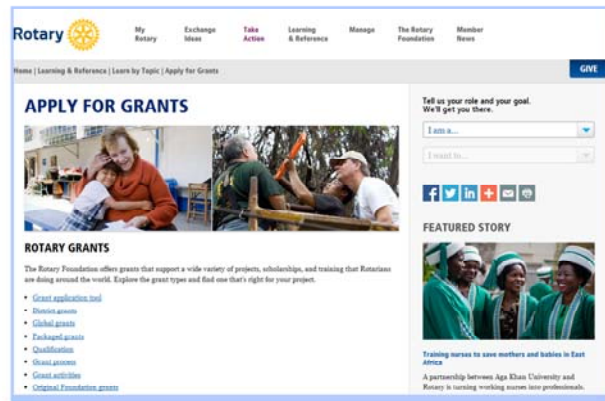 Rotary
My Rotary
Exchange Ideas
Take Action
Learning & Reference
Manage
The Rotary Foundation
Member News
Home | Learning & Reference | Learn by Topic | Apply for Grants
GIVE
APPLY FOR GRANTS
ROTARY GRANTS
The Rotary Foundation offers grants that support a wide variety of projects, scholarships, and training that Rotarians
are doing around the world. Explore the grant types and find one that's right for your project.
• Grant application tool
• District grants
• Global grants
• Packaged grants
• Qualification
• Grant process
• Grant activities
• Original Foundation grants
Tell us your role and your goal.
We'll get you there.
I am a...
I want to...
FEATURED STORY
Training nurses to save mothers and babies in East
Africa
A partnership between Aga Khan University and
Rotary is turning working nurses into professionals.